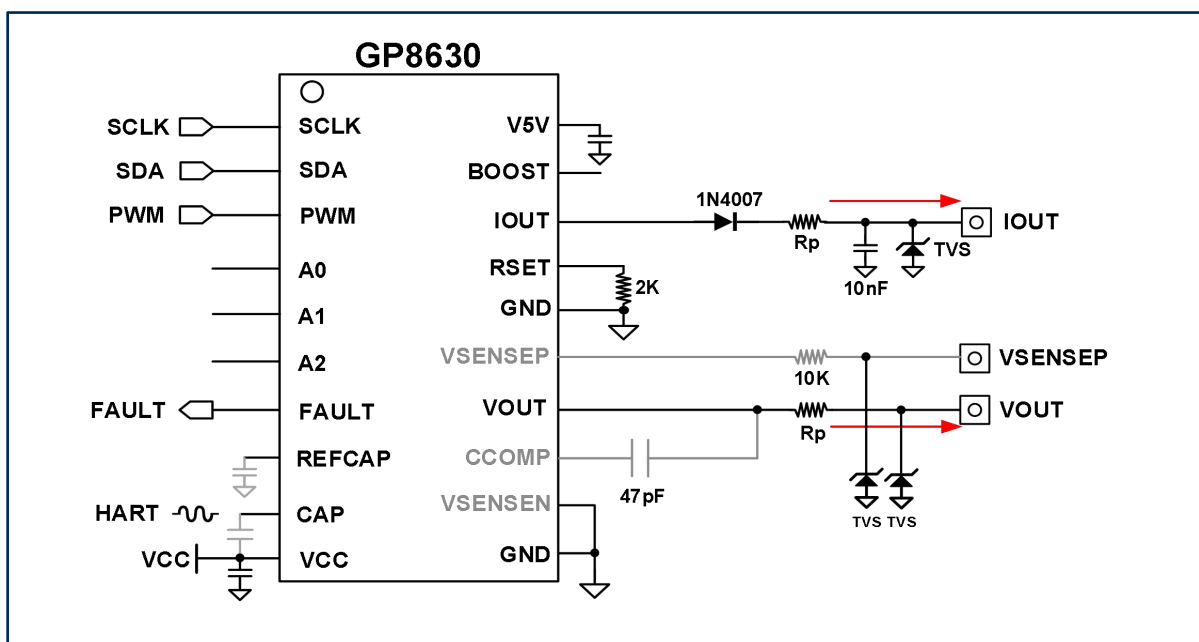 GP8630
SCLK
SCLK
V5V
SDA
SDA
BOOST
1N4007
PWM
PWM
IOUT
IOUT
Rp
TVS
10nF
A0
RSET
2K
A1
GND
A2
VSENSEP
10K
VSENSEP
FAULT
FAULT
VOUT
VOUT
Rp
REFCAP
CCOMP
47pF
HART
CAP
VSENSEN
TVS TVS
VCC
VCC
GND